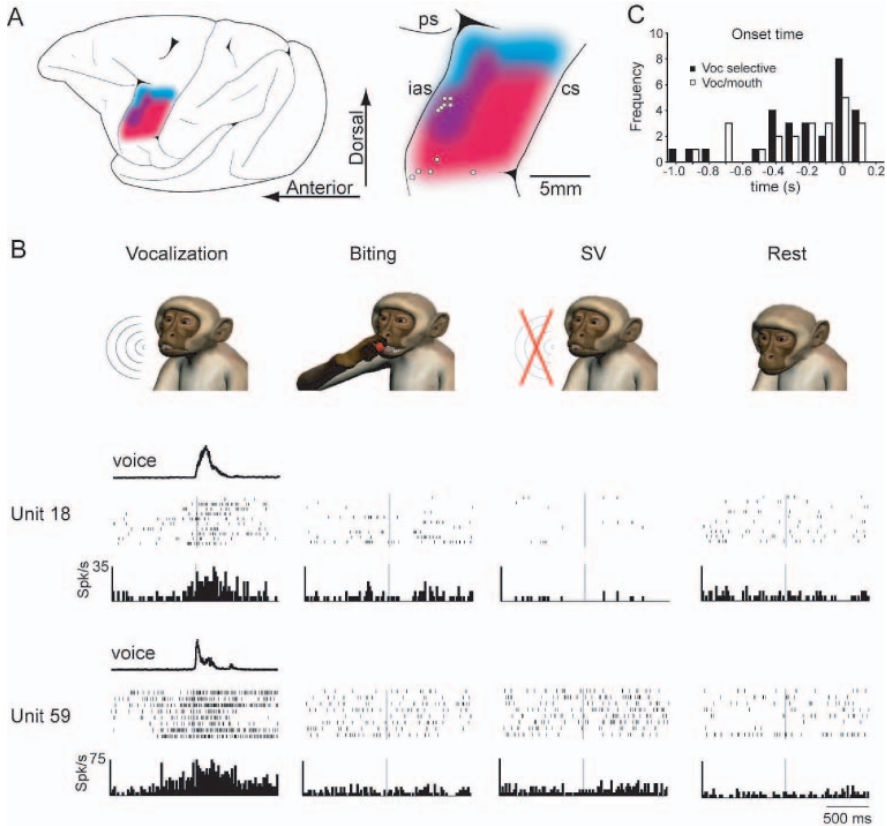 A
ps
ias
cs
Dorsal
Anterior
5mm
C
Onset time
Voc selective
Voc/mouth
Frequency
10
8
6
4
2
0
-1.0 -0.8 -0.6 -0.4 -0.2 0 0.2
time (s)
B
Vocalization Biting SV Rest
voice
Unit 18
35
Spk/s
voice
Unit 59
75
Spk/s
500 ms